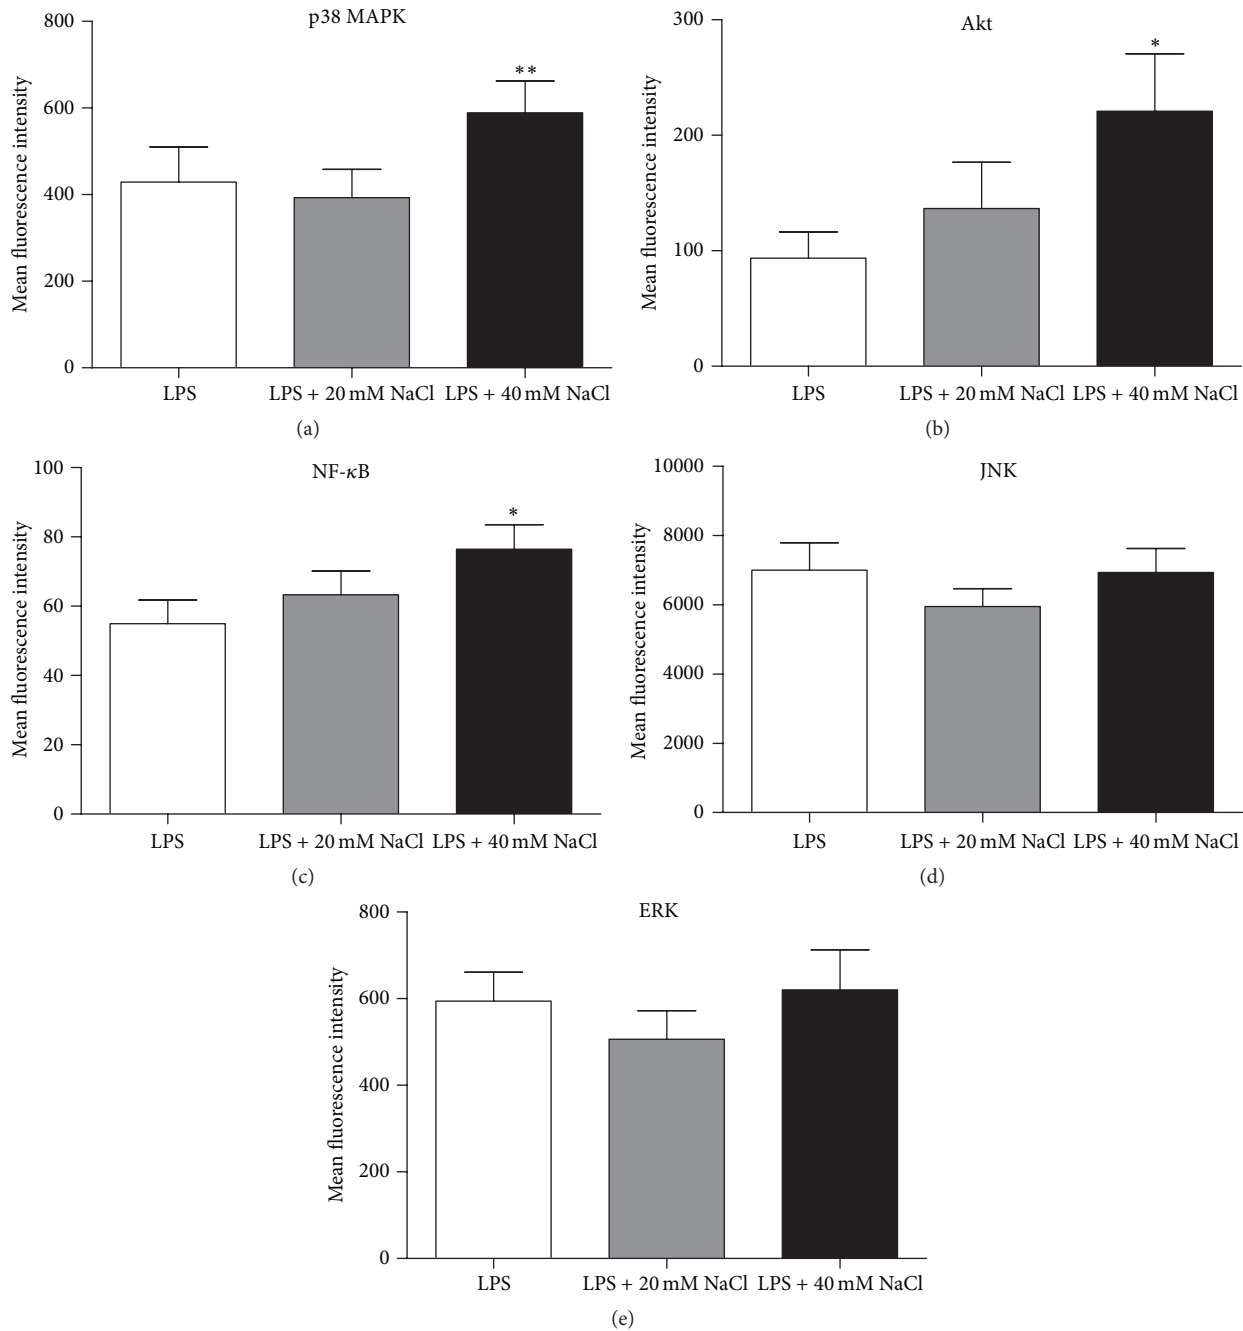 p38 MAPK
Mean fluorescence intensity
800
600
400
200
0
**
LPS
LPS + 20 mM NaCl
LPS + 40 mM NaCl
(a)
Akt
Mean fluorescence intensity
300
200
100
0
*
LPS
LPS + 20 mM NaCl
LPS + 40 mM NaCl
(b)
NF-κB
Mean fluorescence intensity
100
80
60
40
20
0
*
LPS
LPS + 20 mM NaCl
LPS + 40 mM NaCl
(c)
JNK
Mean fluorescence intensity
10000
8000
6000
4000
2000
0
LPS
LPS + 20 mM NaCl
LPS + 40 mM NaCl
(d)
ERK
Mean fluorescence intensity
800
600
400
200
0
LPS
LPS + 20 mM NaCl
LPS + 40 mM NaCl
(e)